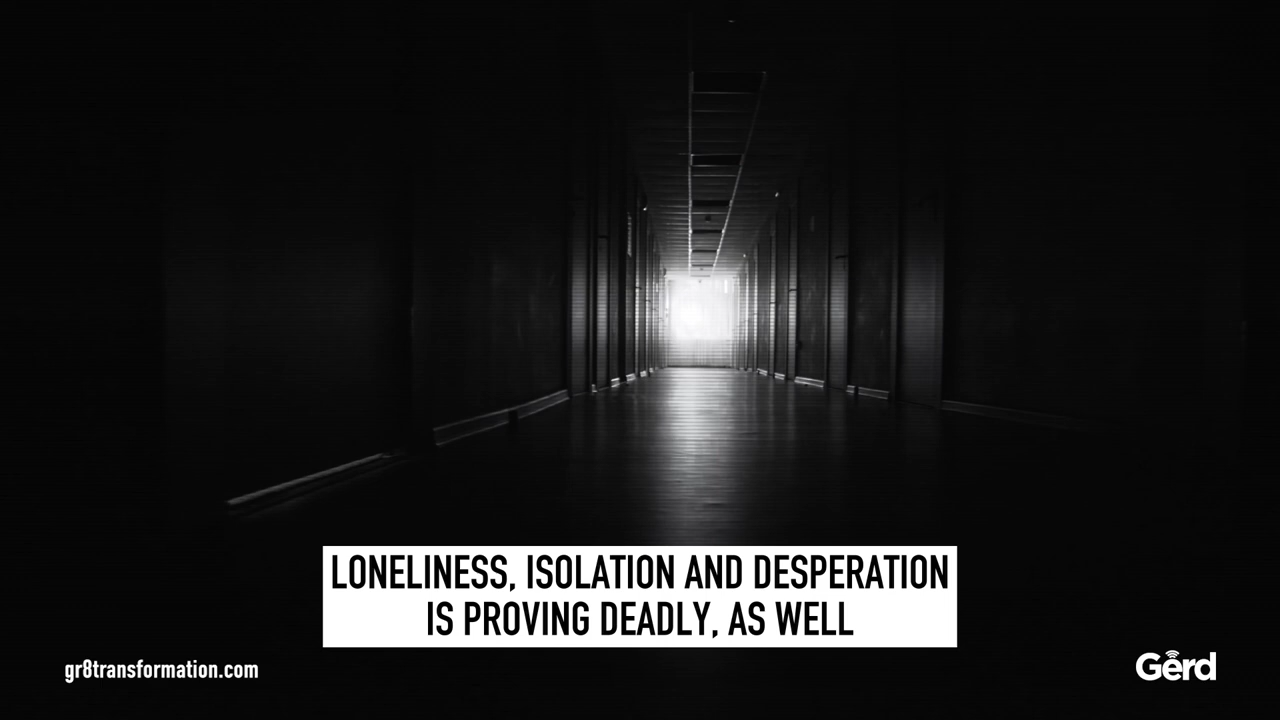 LONELINESS, ISOLATION AND DESPERATION
IS PROVING DEADLY, AS WELL
gr8transformation.com
Gerd